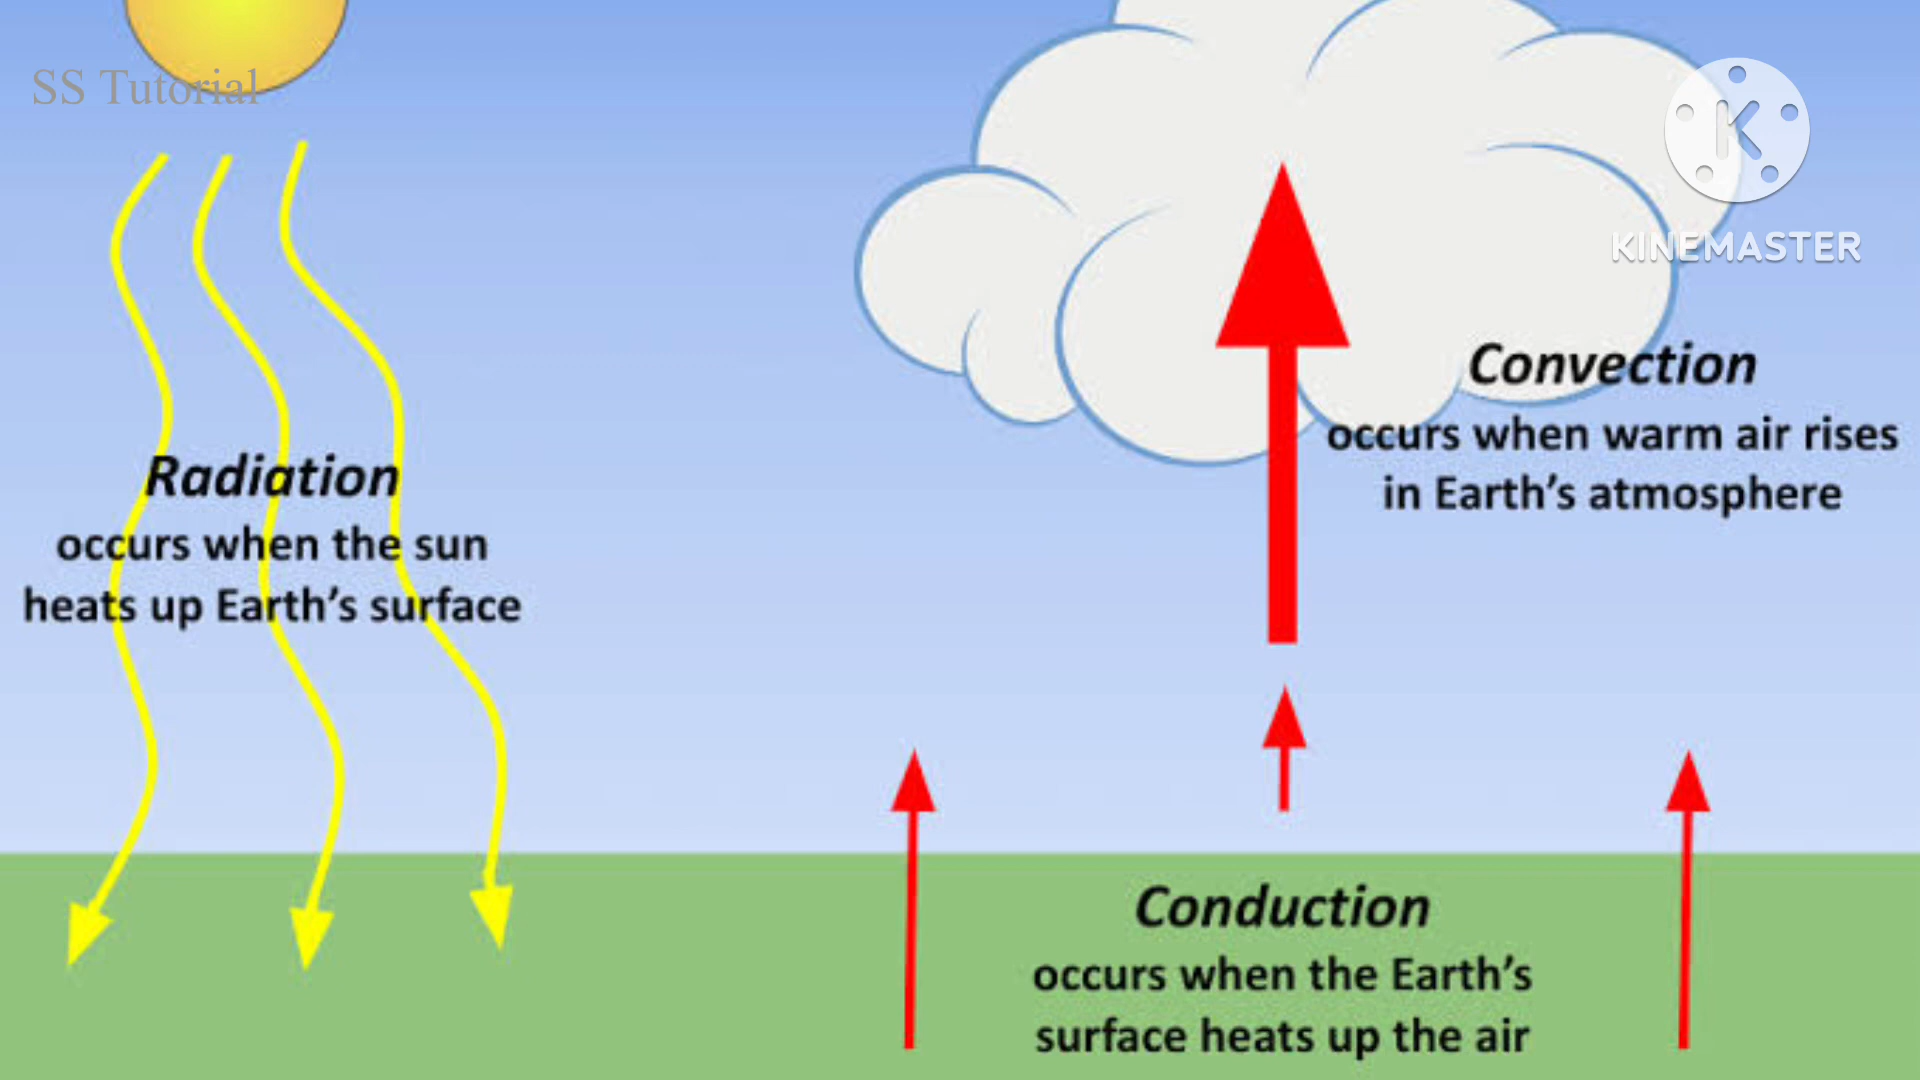 SS Tutorial
KINEMASTER
Convection
occurs when warm air rises
in Earth's atmosphere
Radiation
occurs when the sun
heats up Earth's surface
Conduction
occurs when the Earth's
surface heats up the air